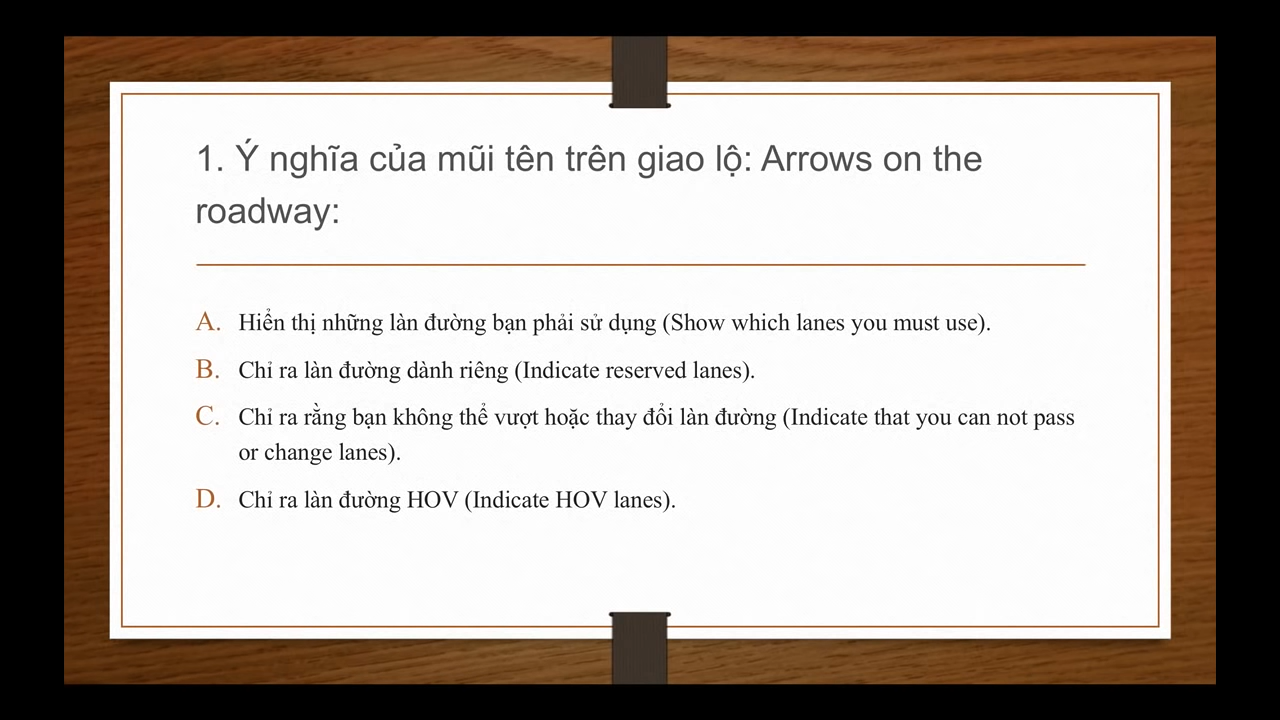 1. Ý nghĩa của mũi tên trên giao lộ: Arrows on the
roadway:
A. Hiển thị những làn đường bạn phải sử dụng (Show which lanes you must use).
B. Chỉ ra làn đường dành riêng (Indicate reserved lanes).
C. Chỉ ra rằng bạn không thể vượt hoặc thay đổi làn đường (Indicate that you can not pass
or change lanes).
D. Chỉ ra làn đường HOV (Indicate HOV lanes).